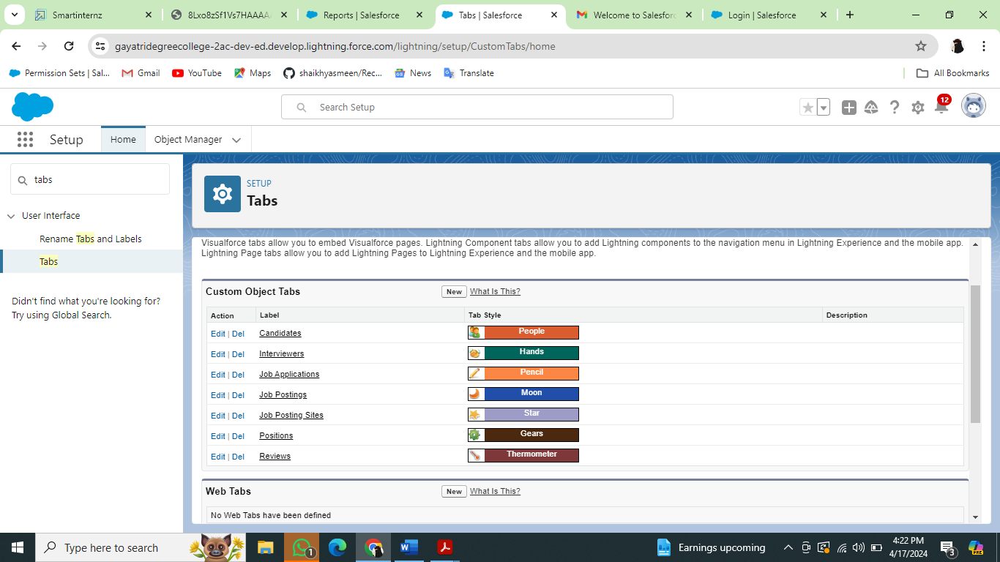 Smartinternz
8Lxo8zSf1Vs7HAAAA
Reports | Salesforce
Tabs | Salesforce
Welcome to Salesforc
Login | Salesforce
gayatridegreecollege-2ac-dev-ed.develop.lightning.force.com/lightning/setup/CustomTabs/home
Permission Sets | Sal...
Gmail
YouTube
Maps
shaikhyasmeen/Rec...
News
Translate
All Bookmarks
Search Setup
12
Setup
Home
Object Manager
tabs
User Interface
Rename Tabs and Labels
Tabs
Didn't find what you're looking for?
Try using Global Search.
SETUP
Tabs
Visualforce tabs allow you to embed Visualforce pages. Lightning Component tabs allow you to add Lightning components to the navigation menu in Lightning Experience and the mobile app.
Lightning Page tabs allow you to add Lightning Pages to Lightning Experience and the mobile app.
Custom Object Tabs New What Is This?
Action Label Tab Style Description
Edit | Del Candidates People
Edit | Del Interviewers Hands
Edit | Del Job Applications Pencil
Edit | Del Job Postings Moon
Edit | Del Job Posting Sites Star
Edit | Del Positions Gears
Edit | Del Reviews Thermometer
Web Tabs New What Is This?
No Web Tabs have been defined
Type here to search
1
Earnings upcoming
4:22 PM
4/17/2024
3
PRE